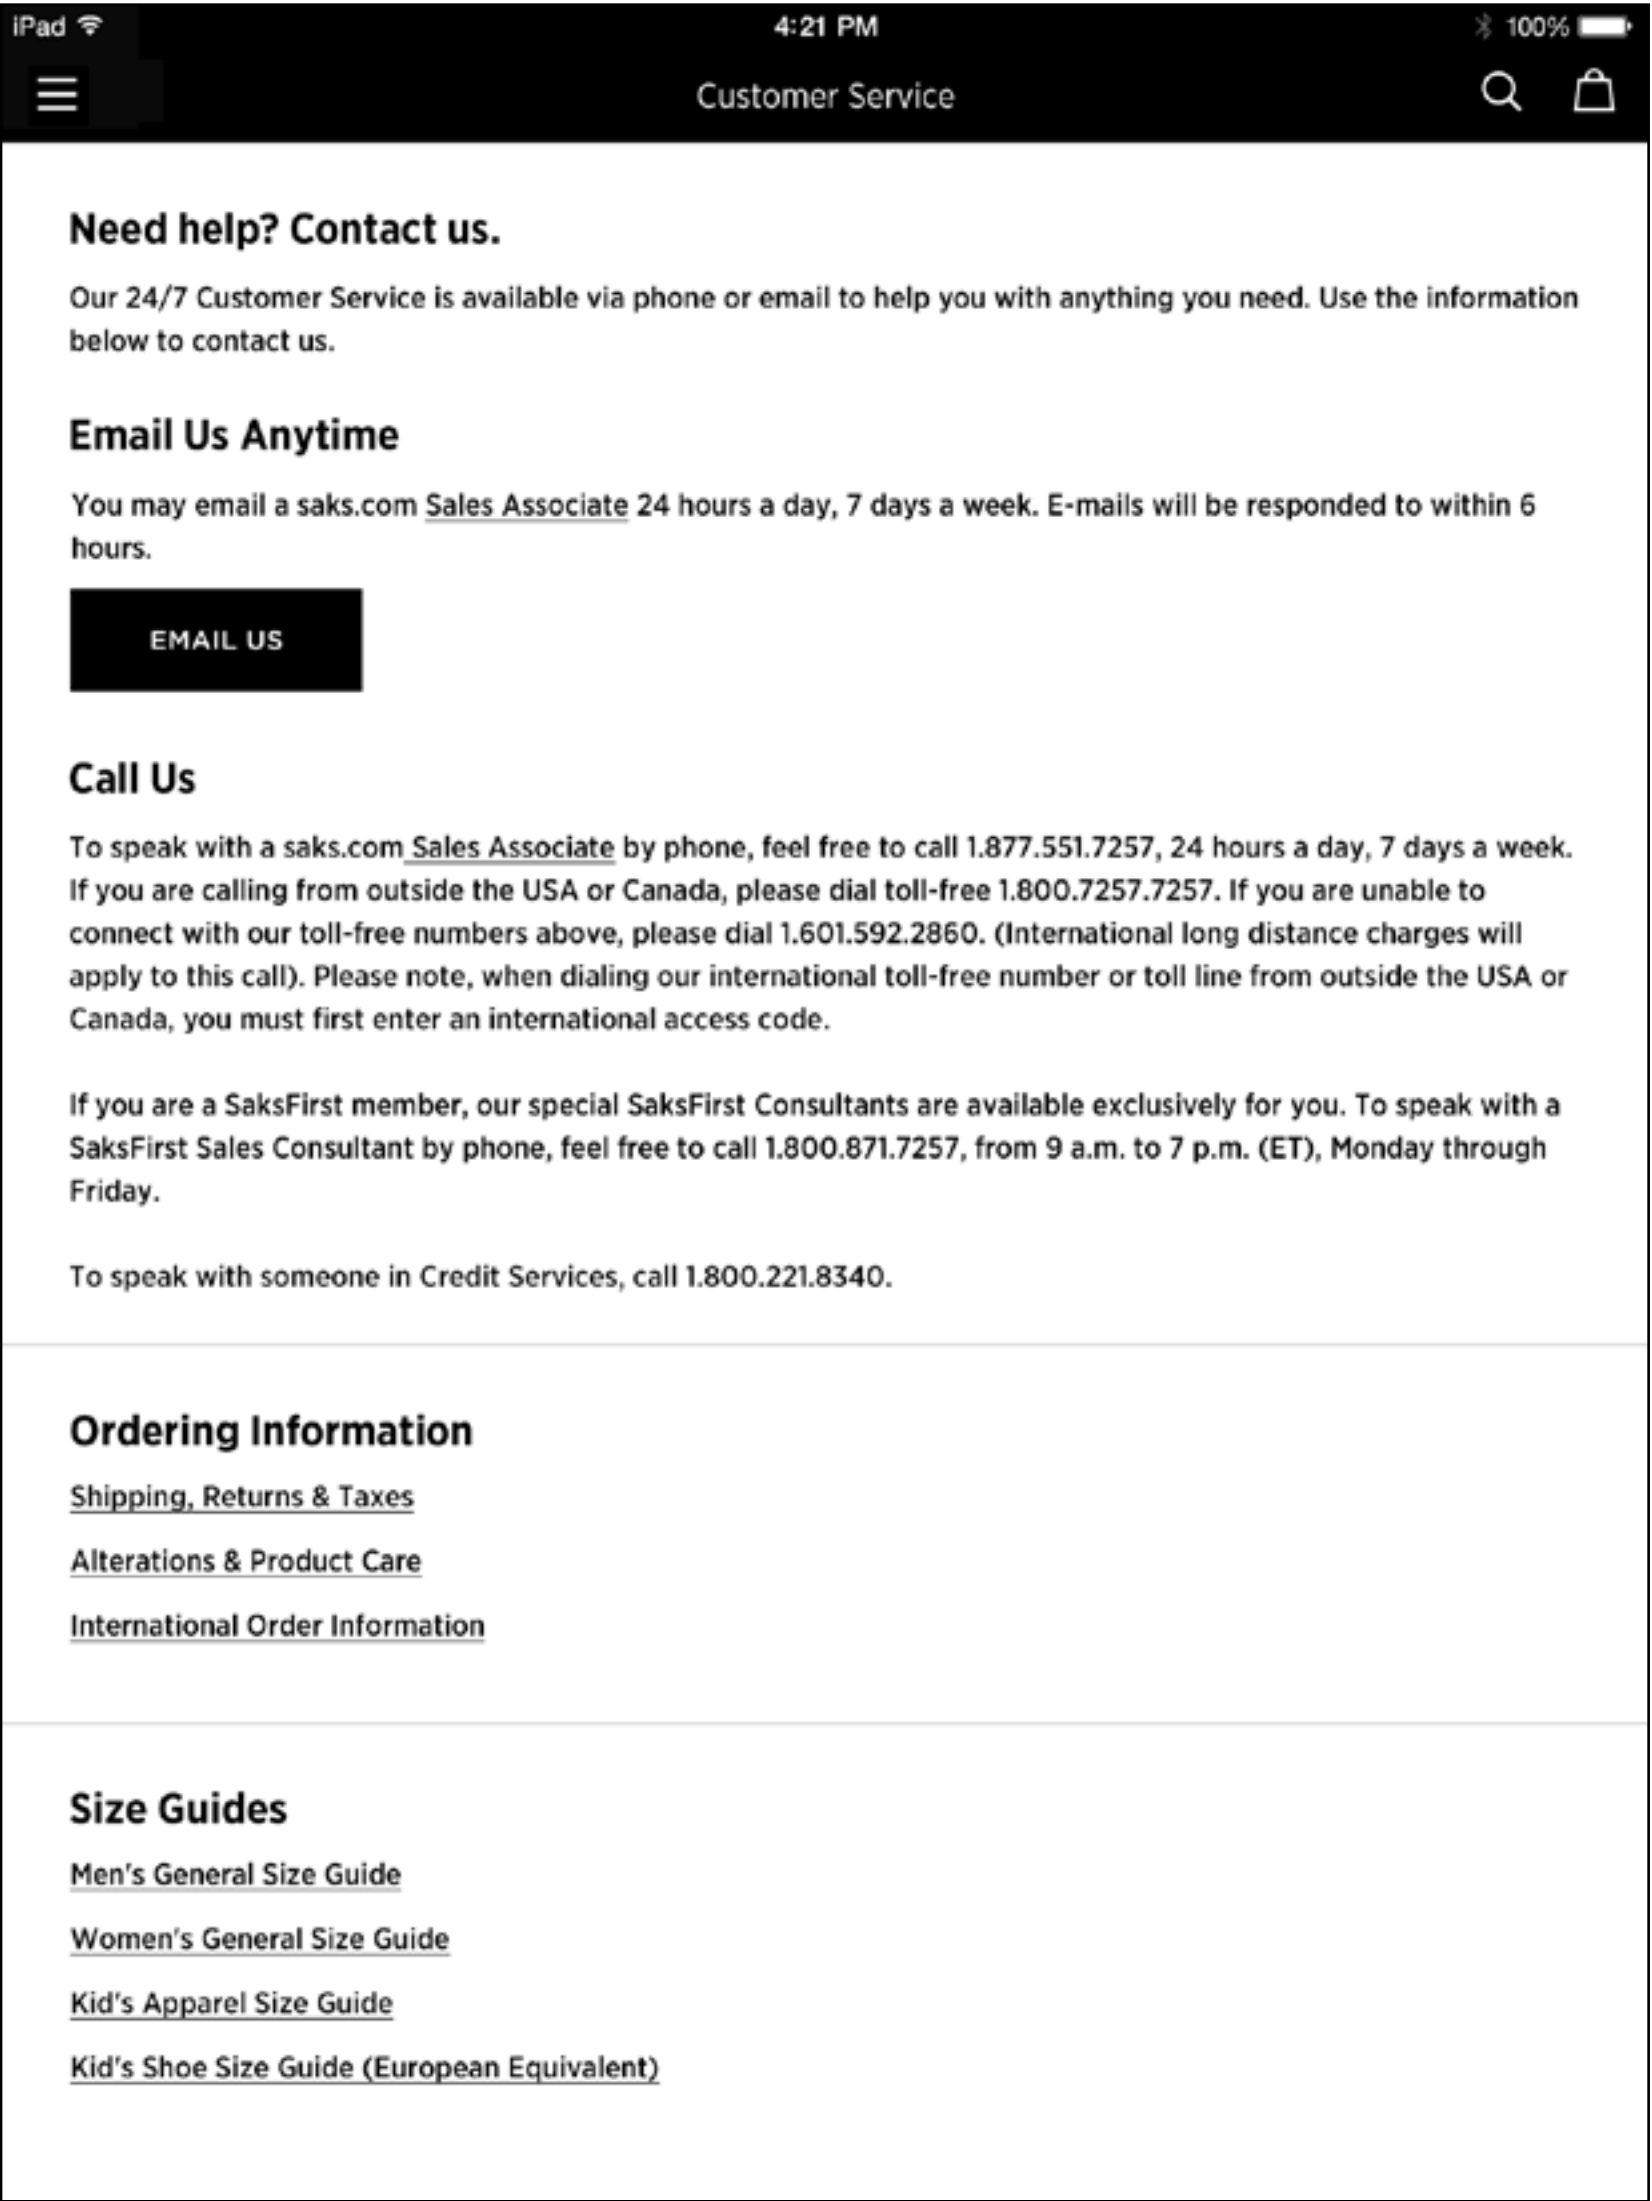 iPad 4:21 PM 100%
Customer Service
Need help? Contact us.
Our 24/7 Customer Service is available via phone or email to help you with anything you need. Use the information
below to contact us.
Email Us Anytime
You may email a saks.com Sales Associate 24 hours a day, 7 days a week. E-mails will be responded to within 6
hours.
EMAIL US
Call Us
To speak with a saks.com Sales Associate by phone, feel free to call 1.877.551.7257, 24 hours a day, 7 days a week.
If you are calling from outside the USA or Canada, please dial toll-free 1.800.7257.7257. If you are unable to
connect with our toll-free numbers above, please dial 1.601.592.2860. (International long distance charges will
apply to this call). Please note, when dialing our international toll-free number or toll line from outside the USA or
Canada, you must first enter an international access code.
If you are a SaksFirst member, our special SaksFirst Consultants are available exclusively for you. To speak with a
SaksFirst Sales Consultant by phone, feel free to call 1.800.871.7257, from 9 a.m. to 7 p.m. (ET), Monday through
Friday.
To speak with someone in Credit Services, call 1.800.221.8340.
Ordering Information
Shipping, Returns & Taxes
Alterations & Product Care
International Order Information
Size Guides
Men's General Size Guide
Women's General Size Guide
Kid's Apparel Size Guide
Kid's Shoe Size Guide (European Equivalent)